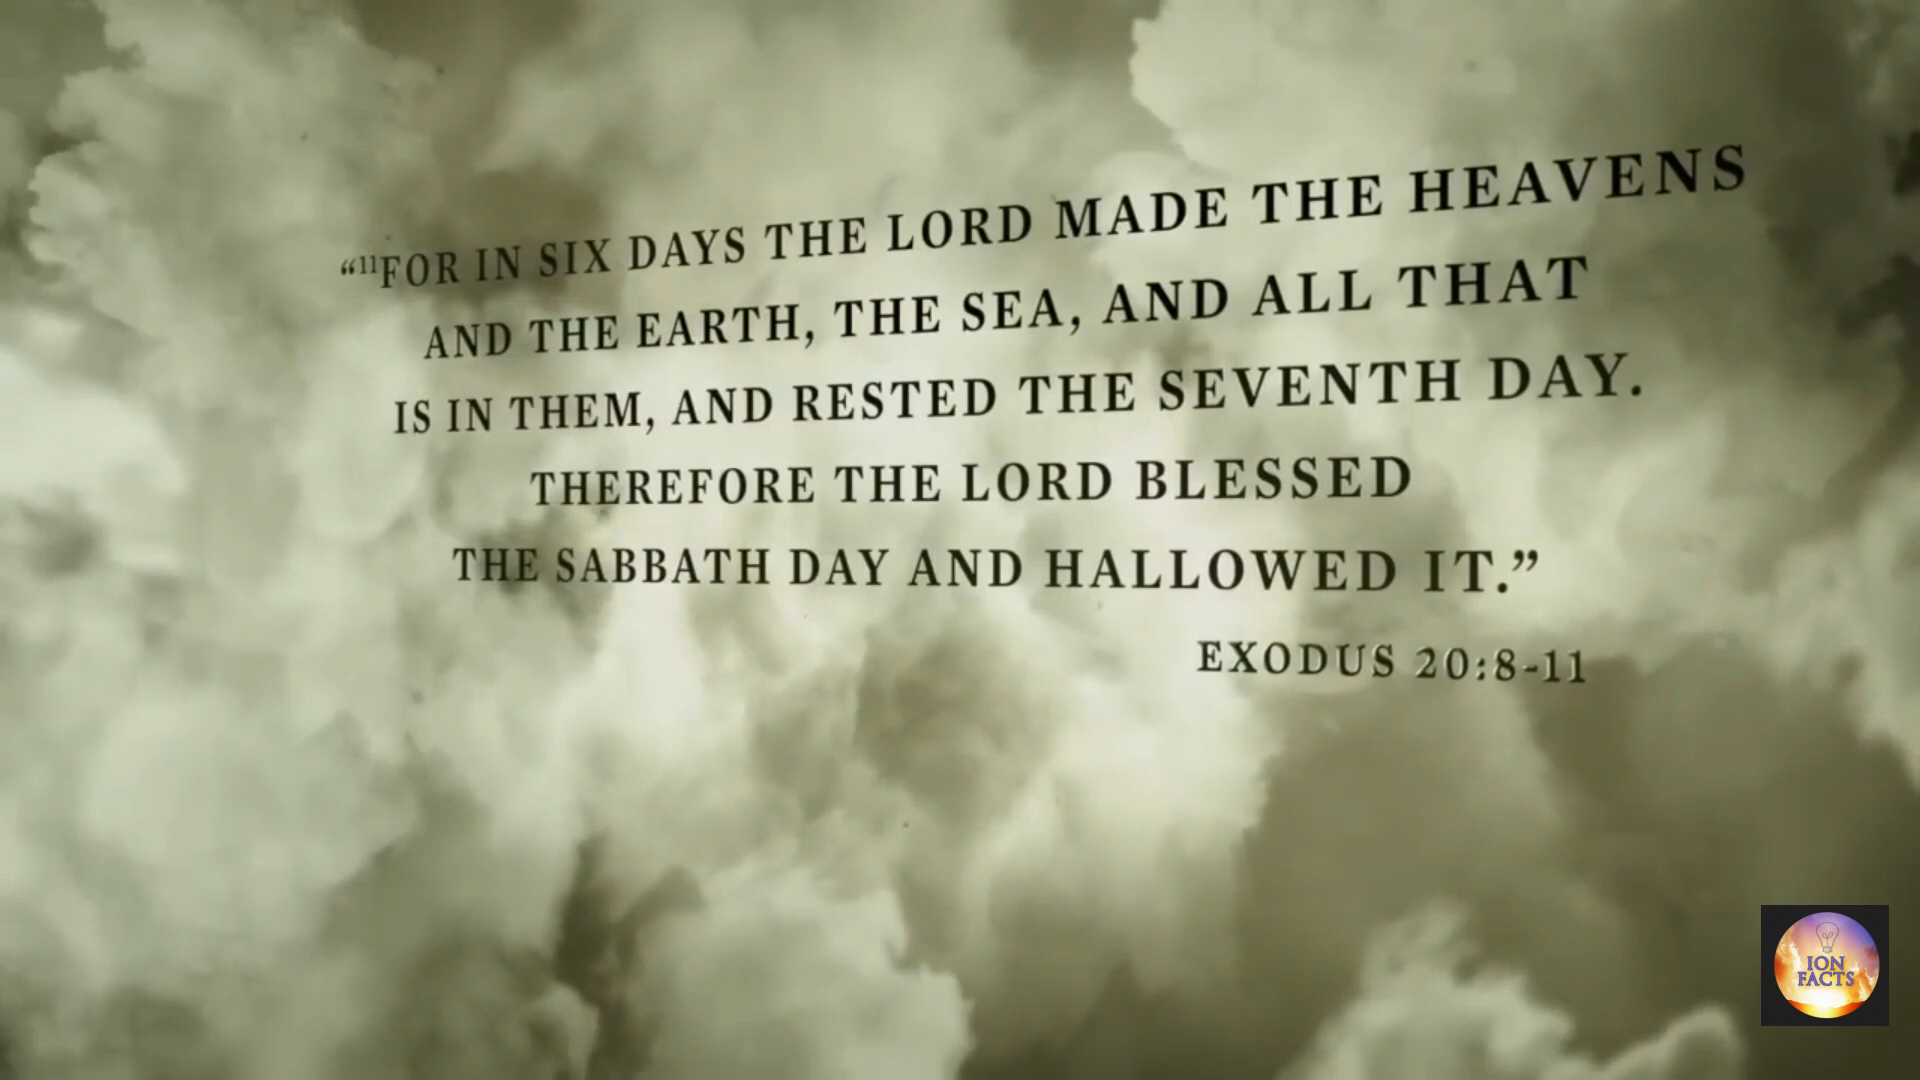 “¹¹FOR IN SIX DAYS THE LORD MADE THE HEAVENS
AND THE EARTH, THE SEA, AND ALL THAT
IS IN THEM, AND RESTED THE SEVENTH DAY.
THEREFORE THE LORD BLESSED
THE SABBATH DAY AND HALLOWED IT.”
EXODUS 20:8-11
ION
FACTS